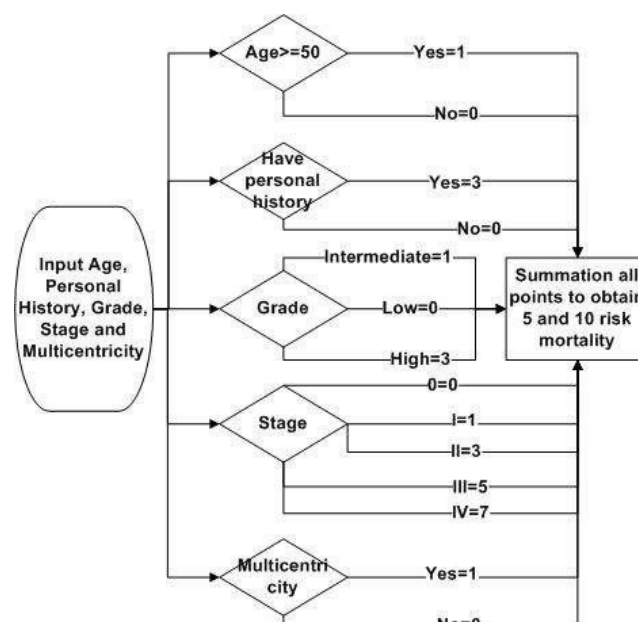 Age>=50
Yes=1
No=0
Have
personal
history
Yes=3
No=0
Input Age,
Personal
History, Grade,
Stage and
Multicentricity
Grade
Intermediate=1
Low=0
High=3
Summation all
points to obtain
5 and 10 risk
mortality
Stage
0=0
I=1
II=3
III=5
IV=7
Multicentri
city
Yes=1
No=0